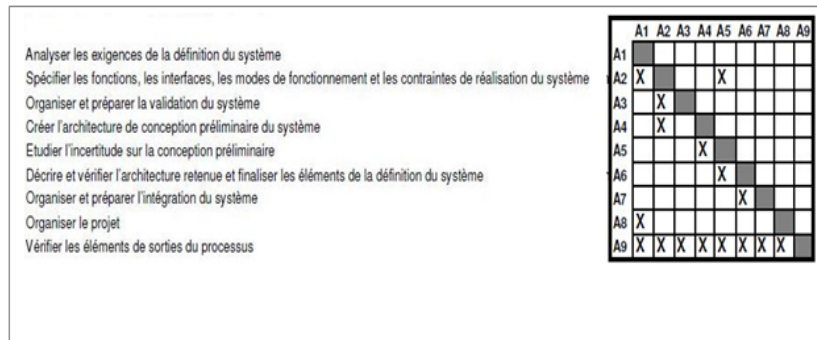 A1 A2 A3 A4 A5 A6 A7 A8 A9
Analyser les exigences de la définition du système A1
Spécifier les fonctions, les interfaces, les modes de fonctionnement et les contraintes de réalisation du système A2 X X
Organiser et préparer la validation du système A3 X
Créer l'architecture de conception préliminaire du système A4 X
Etudier l'incertitude sur la conception préliminaire A5 X
Décrire et vérifier l'architecture retenue et finaliser les éléments de la définition du système A6 X
Organiser et préparer l'intégration du système A7 X
Organiser le projet A8 X
Vérifier les éléments de sorties du processus A9 X X X X X X X X